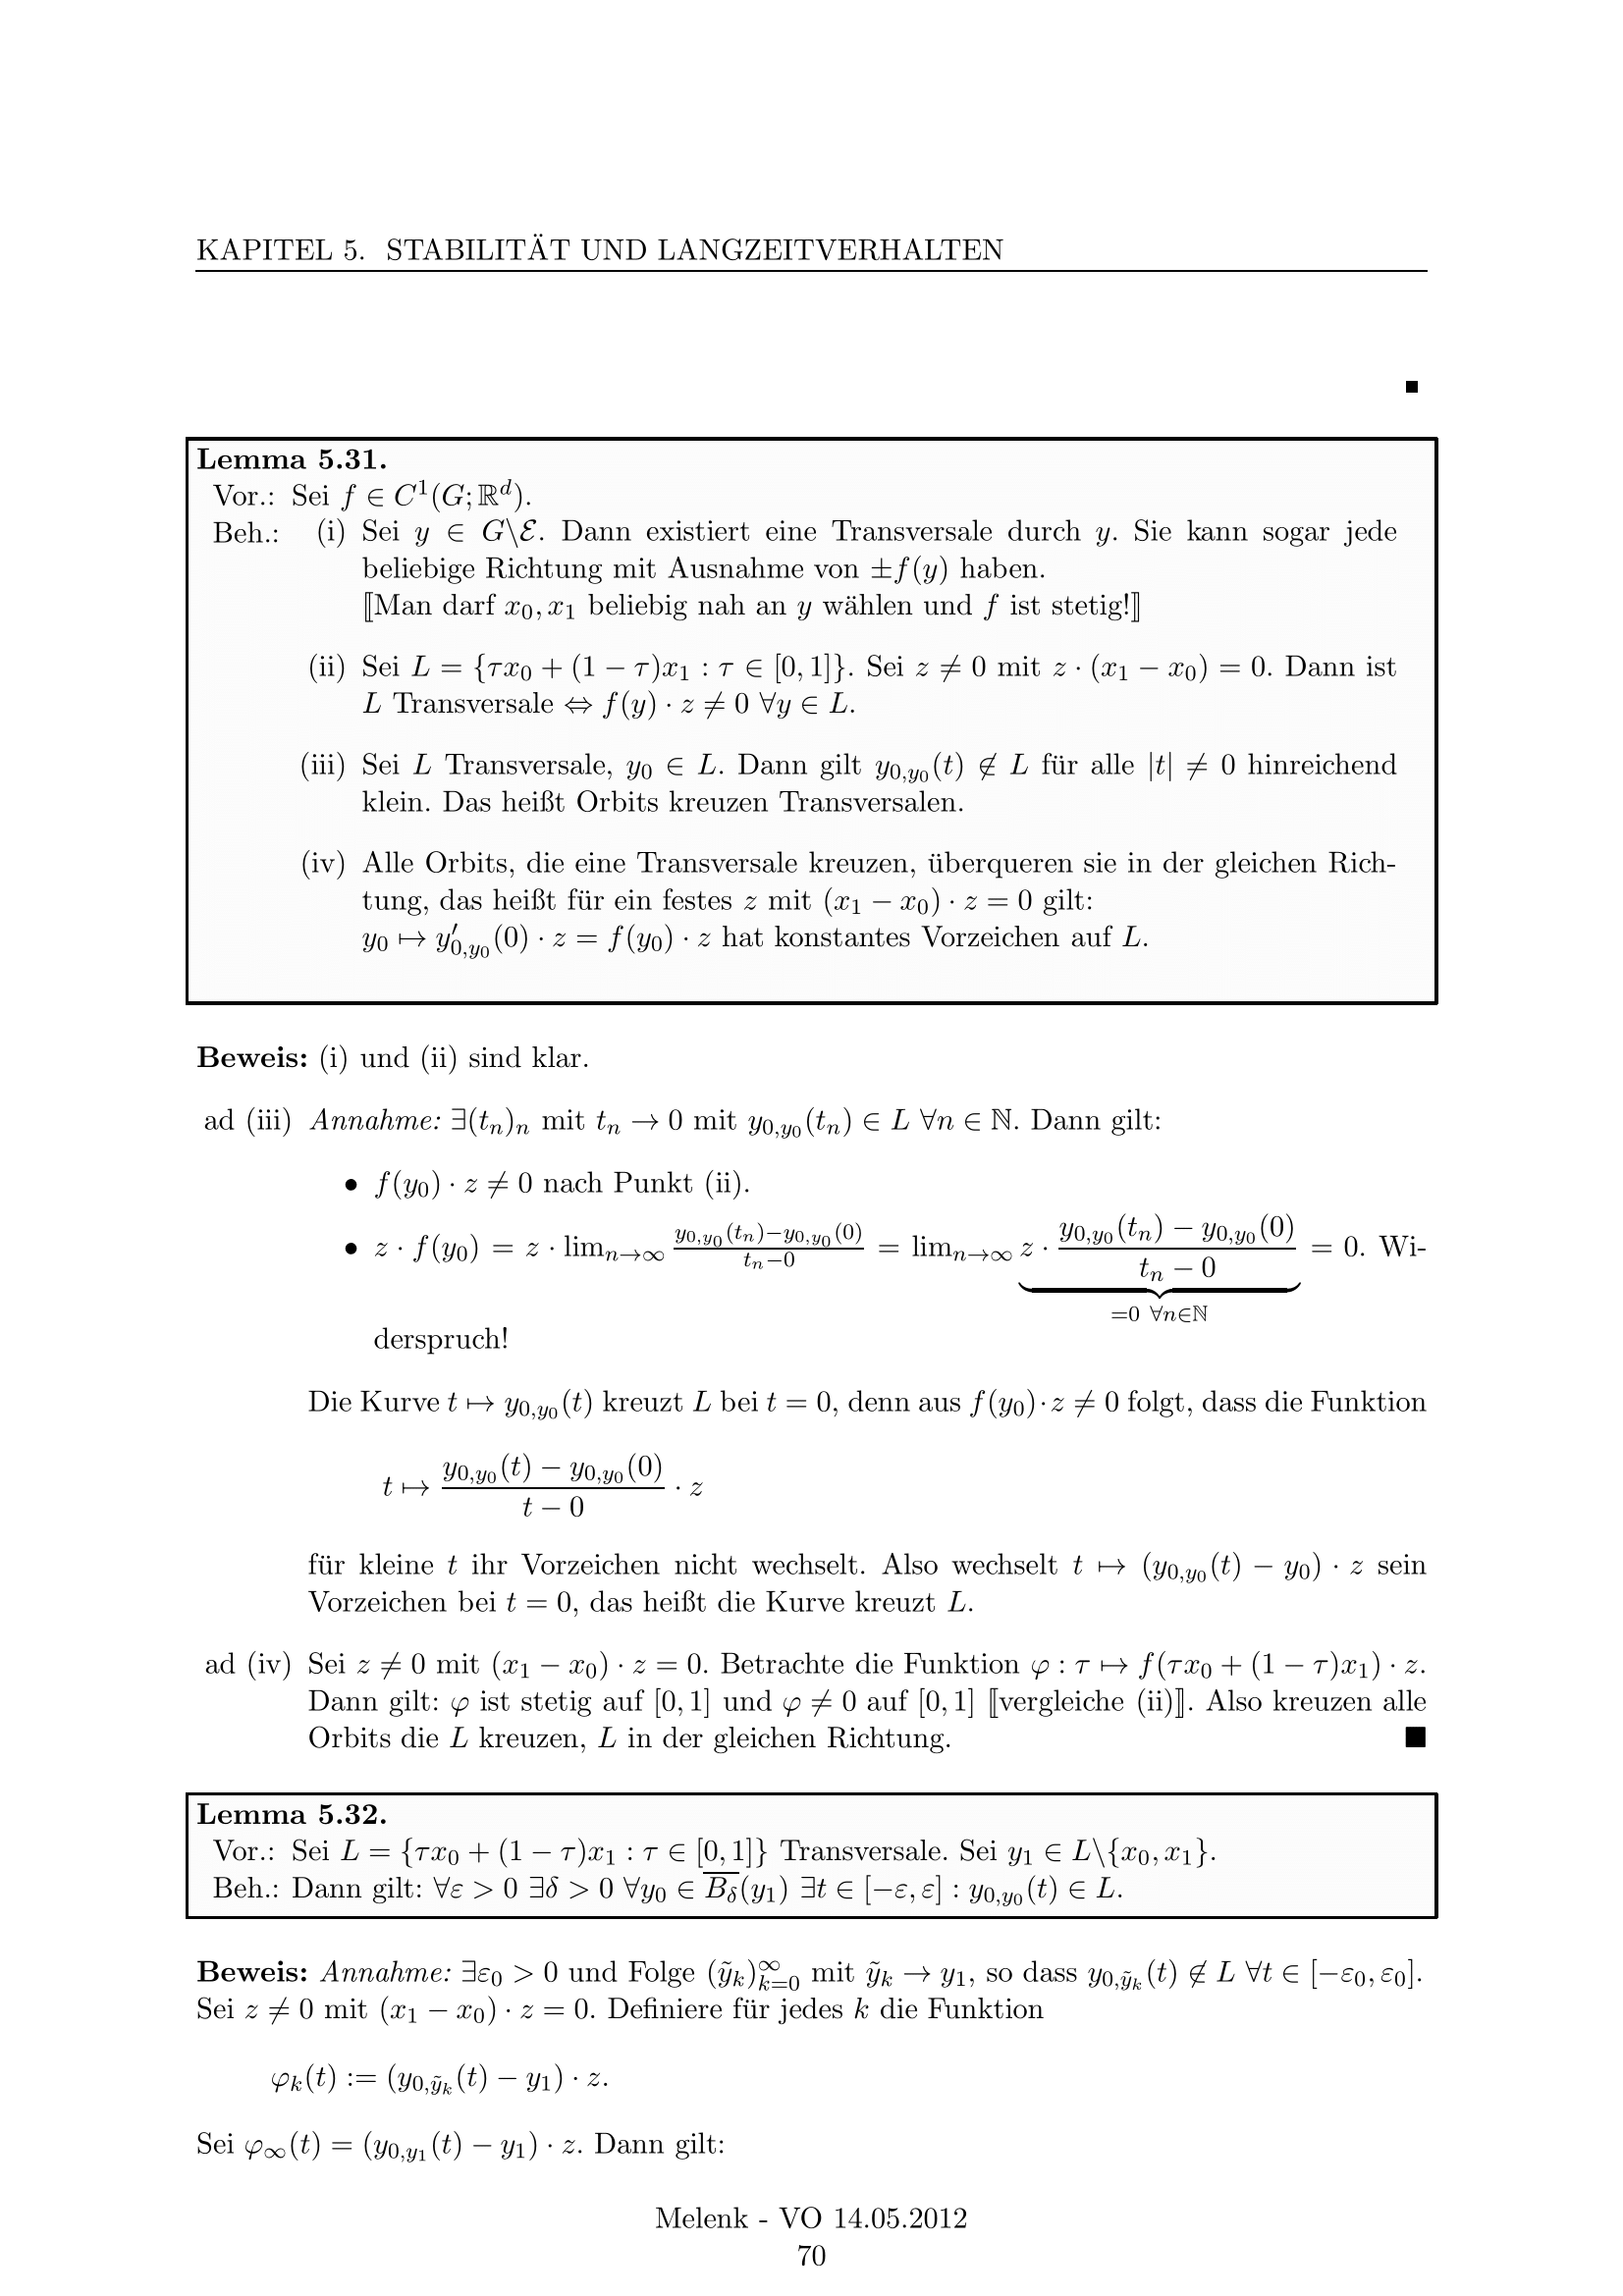 KAPITEL 5. STABILITÄT UND LANGZEITVERHALTEN
■
Lemma 5.31.
Vor.: Sei $f \in C^1(G; \mathbb{R}^d)$.
Beh.: (i) Sei $y \in G \backslash \mathcal{E}$. Dann existiert eine Transversale durch $y$. Sie kann sogar jede
beliebige Richtung mit Ausnahme von $\pm f(y)$ haben.
⟦Man darf $x_0, x_1$ beliebig nah an $y$ wählen und $f$ ist stetig!⟧
(ii) Sei $L = \{\tau x_0 + (1 - \tau)x_1 : \tau \in [0, 1]\}$. Sei $z \neq 0$ mit $z \cdot (x_1 - x_0) = 0$. Dann ist
$L$ Transversale $\Leftrightarrow f(y) \cdot z \neq 0 \ \forall y \in L$.
(iii) Sei $L$ Transversale, $y_0 \in L$. Dann gilt $y_{0,y_0}(t) \notin L$ für alle $|t| \neq 0$ hinreichend
klein. Das heißt Orbits kreuzen Transversalen.
(iv) Alle Orbits, die eine Transversale kreuzen, überqueren sie in der gleichen Rich-
tung, das heißt für ein festes $z$ mit $(x_1 - x_0) \cdot z = 0$ gilt:
$y_0 \mapsto y_{0,y_0}'(0) \cdot z = f(y_0) \cdot z$ hat konstantes Vorzeichen auf $L$.
Beweis: (i) und (ii) sind klar.
ad (iii) Annahme: $\exists (t_n)_n$ mit $t_n \to 0$ mit $y_{0,y_0}(t_n) \in L \ \forall n \in \mathbb{N}$. Dann gilt:
• $f(y_0) \cdot z \neq 0$ nach Punkt (ii).
• $z \cdot f(y_0) = z \cdot \lim_{n \to \infty} \frac{y_{0,y_0}(t_n) - y_{0,y_0}(0)}{t_n - 0} = \lim_{n \to \infty} \underbrace{z \cdot \frac{y_{0,y_0}(t_n) - y_{0,y_0}(0)}{t_n - 0}}_{=0 \ \forall n \in \mathbb{N}} = 0$. Wi-
derspruch!
Die Kurve $t \mapsto y_{0,y_0}(t)$ kreuzt $L$ bei $t = 0$, denn aus $f(y_0) \cdot z \neq 0$ folgt, dass die Funktion
$t \mapsto \frac{y_{0,y_0}(t) - y_{0,y_0}(0)}{t - 0} \cdot z$
für kleine $t$ ihr Vorzeichen nicht wechselt. Also wechselt $t \mapsto (y_{0,y_0}(t) - y_0) \cdot z$ sein
Vorzeichen bei $t = 0$, das heißt die Kurve kreuzt $L$.
ad (iv) Sei $z \neq 0$ mit $(x_1 - x_0) \cdot z = 0$. Betrachte die Funktion $\varphi : \tau \mapsto f(\tau x_0 + (1 - \tau)x_1) \cdot z$.
Dann gilt: $\varphi$ ist stetig auf $[0, 1]$ und $\varphi \neq 0$ auf $[0, 1]$ ⟦vergleiche (ii)⟧. Also kreuzen alle
Orbits die $L$ kreuzen, $L$ in der gleichen Richtung. ■
Lemma 5.32.
Vor.: Sei $L = \{\tau x_0 + (1 - \tau)x_1 : \tau \in [0, 1]\}$ Transversale. Sei $y_1 \in L \backslash \{x_0, x_1\}$.
Beh.: Dann gilt: $\forall \varepsilon > 0 \ \exists \delta > 0 \ \forall y_0 \in \overline{B_\delta}(y_1) \ \exists t \in [-\varepsilon, \varepsilon] : y_{0,y_0}(t) \in L$.
Beweis: Annahme: $\exists \varepsilon_0 > 0$ und Folge $(\tilde{y}_k)_{k=0}^\infty$ mit $\tilde{y}_k \to y_1$, so dass $y_{0,\tilde{y}_k}(t) \notin L \ \forall t \in [-\varepsilon_0, \varepsilon_0]$.
Sei $z \neq 0$ mit $(x_1 - x_0) \cdot z = 0$. Definiere für jedes $k$ die Funktion
$\varphi_k(t) := (y_{0,\tilde{y}_k}(t) - y_1) \cdot z$.
Sei $\varphi_\infty(t) = (y_{0,y_1}(t) - y_1) \cdot z$. Dann gilt:
Melenk - VO 14.05.2012
70